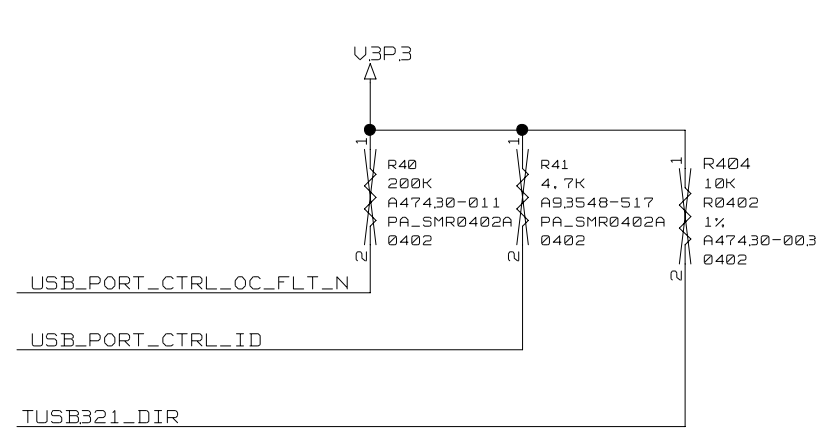 V3P3
1
R40
200K
A47430-011
PA_SMR0402A
0402
2
1
R41
4.7K
A93548-517
PA_SMR0402A
0402
2
1
R404
10K
R0402
1%
A47430-003
0402
2
USB_PORT_CTRL_OC_FLT_N
USB_PORT_CTRL_ID
TUSB321_DIR